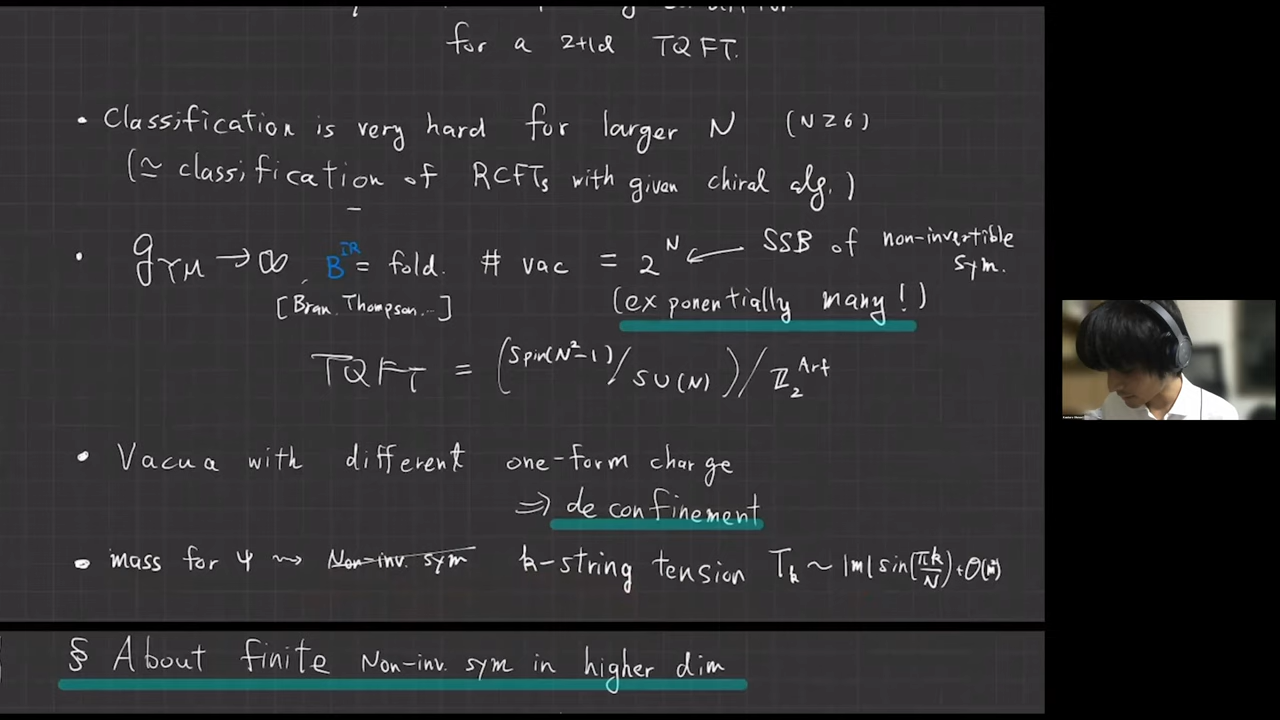 for a 2+1d TQFT.
• Classification is very hard for larger N (N≥6)
(≃ classification of RCFTs with given chiral alg.)
• g_YM → ∞, B^IR = fold. # vac = 2^N ← SSB of non-invertible sym.
[Bran. Thompson...] (exponentially many!)
TQFT = (Spin(N²-1)/SU(N))/Z₂^Arf
• Vacua with different one-form charge
⇒ deconfinement
• mass for ψ ⇝ Non-inv. sym k-string tension T_k ~ |m| sin(πk/N) + O(m²)
§ About finite Non-inv. sym in higher dim